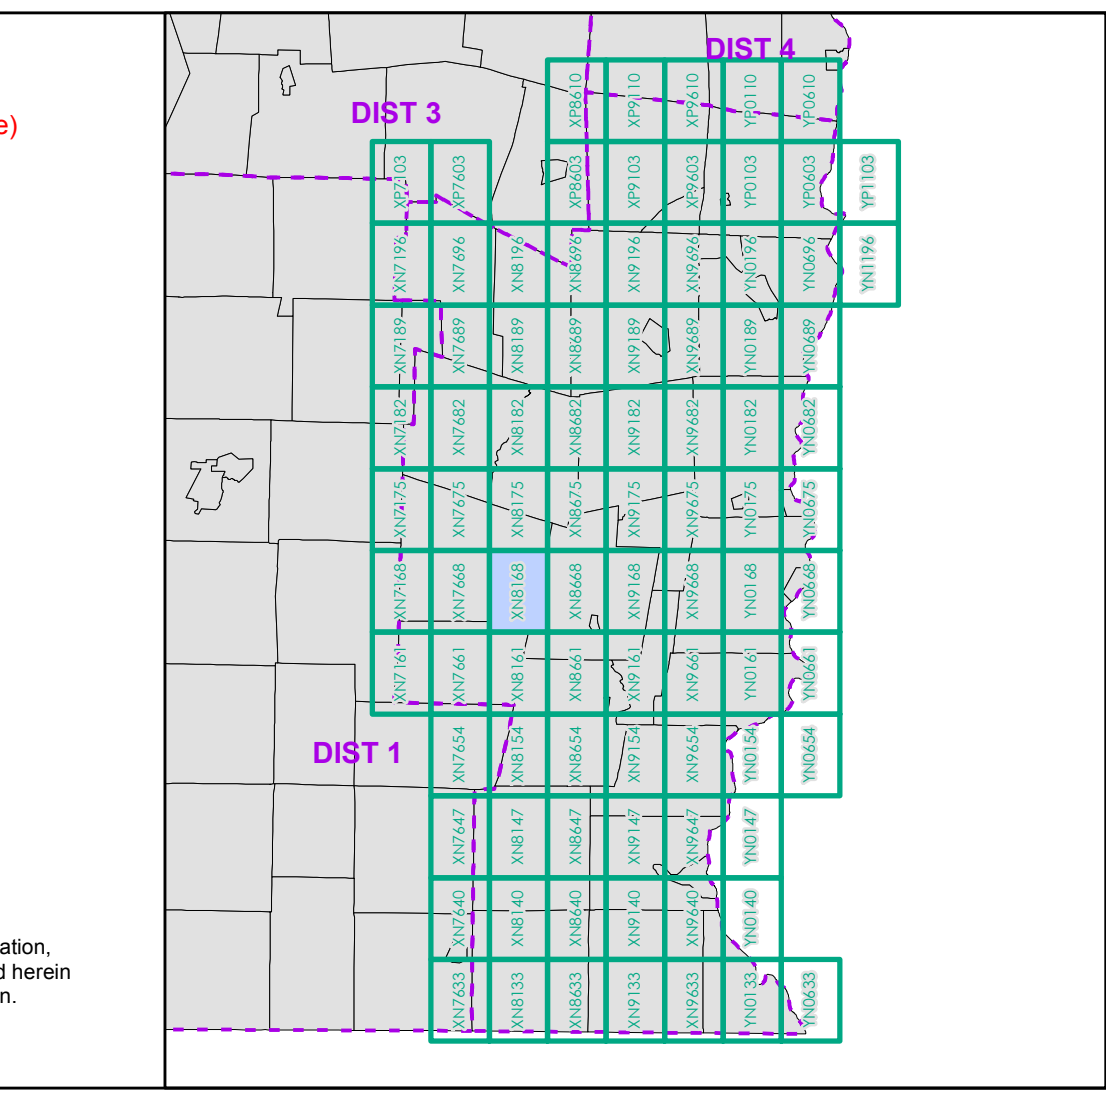 e)
DIST 4
DIST 3
XP8610 XP9110 XP9610 YP0110 YP0610
XP7103 XP7603 XP8603 XP9103 XP9603 YP0103 YP0603 YP1103
XN7196 XN7696 XN8196 XN8696 XN9196 XN9696 YN0196 YN0696 YN1196
XN7189 XN7689 XN8189 XN8689 XN9189 XN9689 YN0189 YN0689
XN7182 XN7682 XN8182 XN8682 XN9182 XN9682 YN0182 YN0682
XN7175 XN7675 XN8175 XN8675 XN9175 XN9675 YN0175 YN0675
XN7168 XN7668 XN8168 XN8668 XN9168 XN9668 YN0168 YN0668
XN7161 XN7661 XN8161 XN8661 XN9161 XN9661 YN0161 YN0661
DIST 1
XN7654 XN8154 XN8654 XN9154 XN9654 YN0154 YN0654
XN7647 XN8147 XN8647 XN9147 XN9647 YN0147
XN7640 XN8140 XN8640 XN9140 XN9640 YN0140
ation,
d herein
n.
XN7633 XN8133 XN8633 XN9133 XN9633 YN0133 YN0633